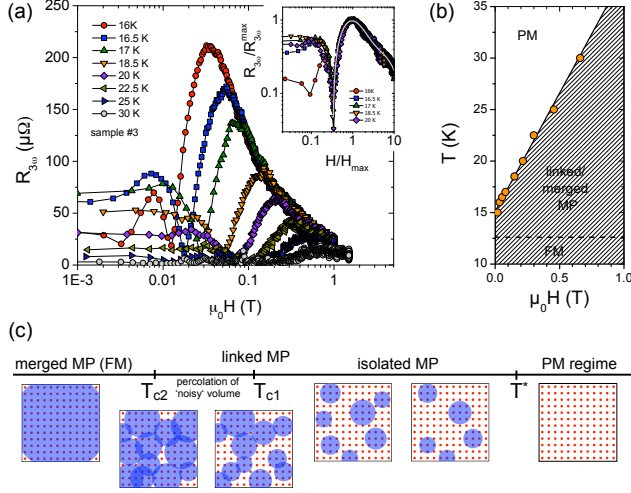 (a)
R3ω (μΩ)
250
200
150
100
50
0
1E-3
0.01
0.1
1
μ0H (T)
16K
16.5 K
17 K
18.5 K
20 K
22.5 K
25 K
30 K
sample #3
R3ω/R3ω^max
1
0.1
0.1
1
10
H/Hmax
16K
16.5 K
17 K
18.5 K
20 K
(b)
T (K)
35
30
25
20
15
10
0.0
0.5
1.0
μ0H (T)
PM
linked/
merged
MP
FM
(c)
merged MP (FM)
linked MP
isolated MP
PM regime
Tc2
percolation of
'noisy' volume
Tc1
T*